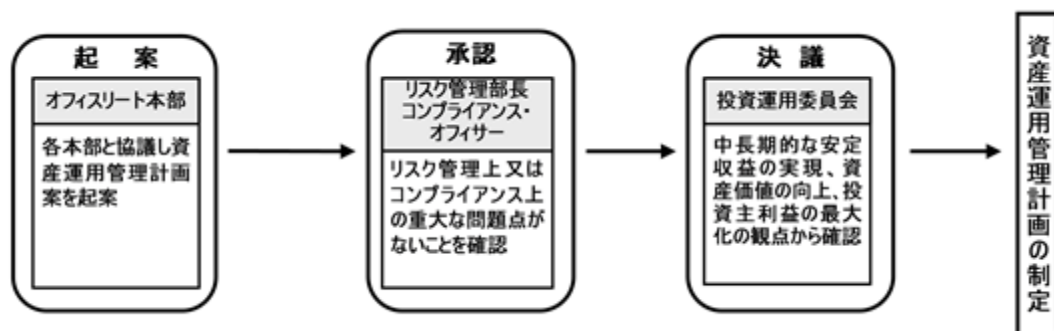 起　案
オフィスリート本部
各本部と協議し資
産運用管理計画
案を起案
承認
リスク管理部長
コンプライアンス・
オフィサー
リスク管理上又は
コンプライアンス上
の重大な問題点が
ないことを確認
決 議
投資運用委員会
中長期的な安定
収益の実現、資
産価値の向上、投
資主利益の最大
化の観点から確認
資産運用管理計画の制定